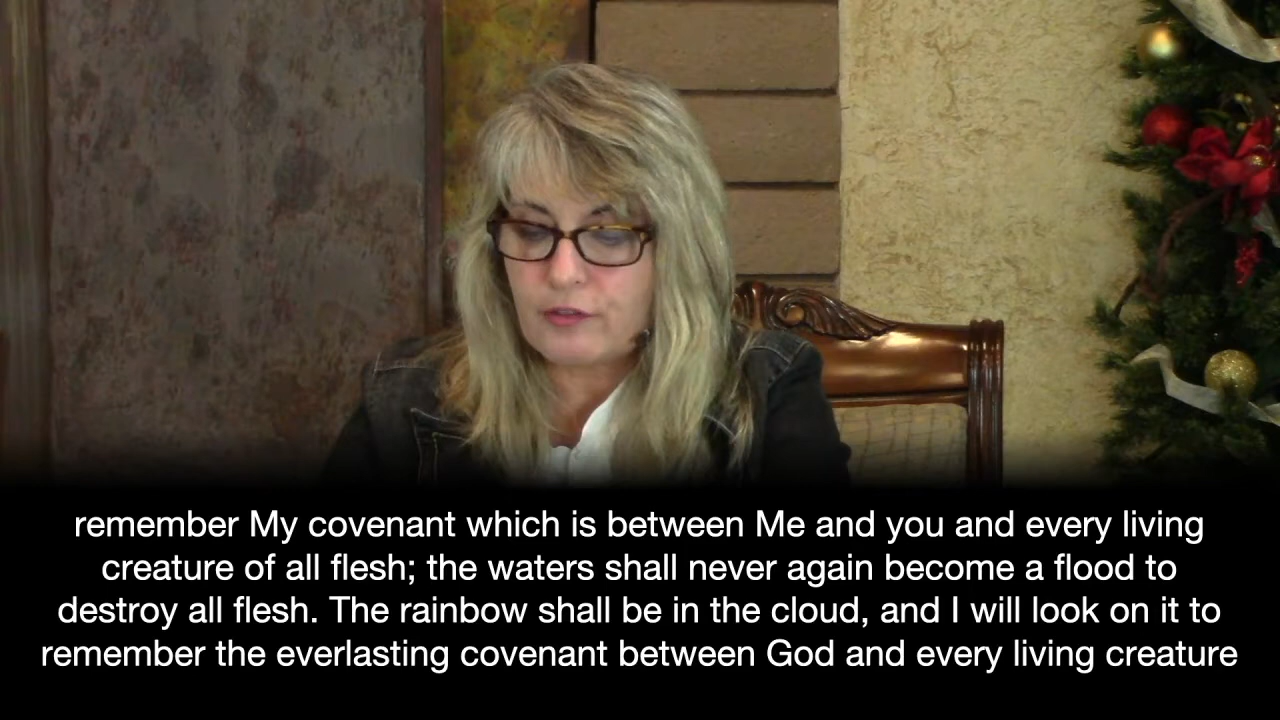 remember My covenant which is between Me and you and every living
creature of all flesh; the waters shall never again become a flood to
destroy all flesh. The rainbow shall be in the cloud, and I will look on it to
remember the everlasting covenant between God and every living creature